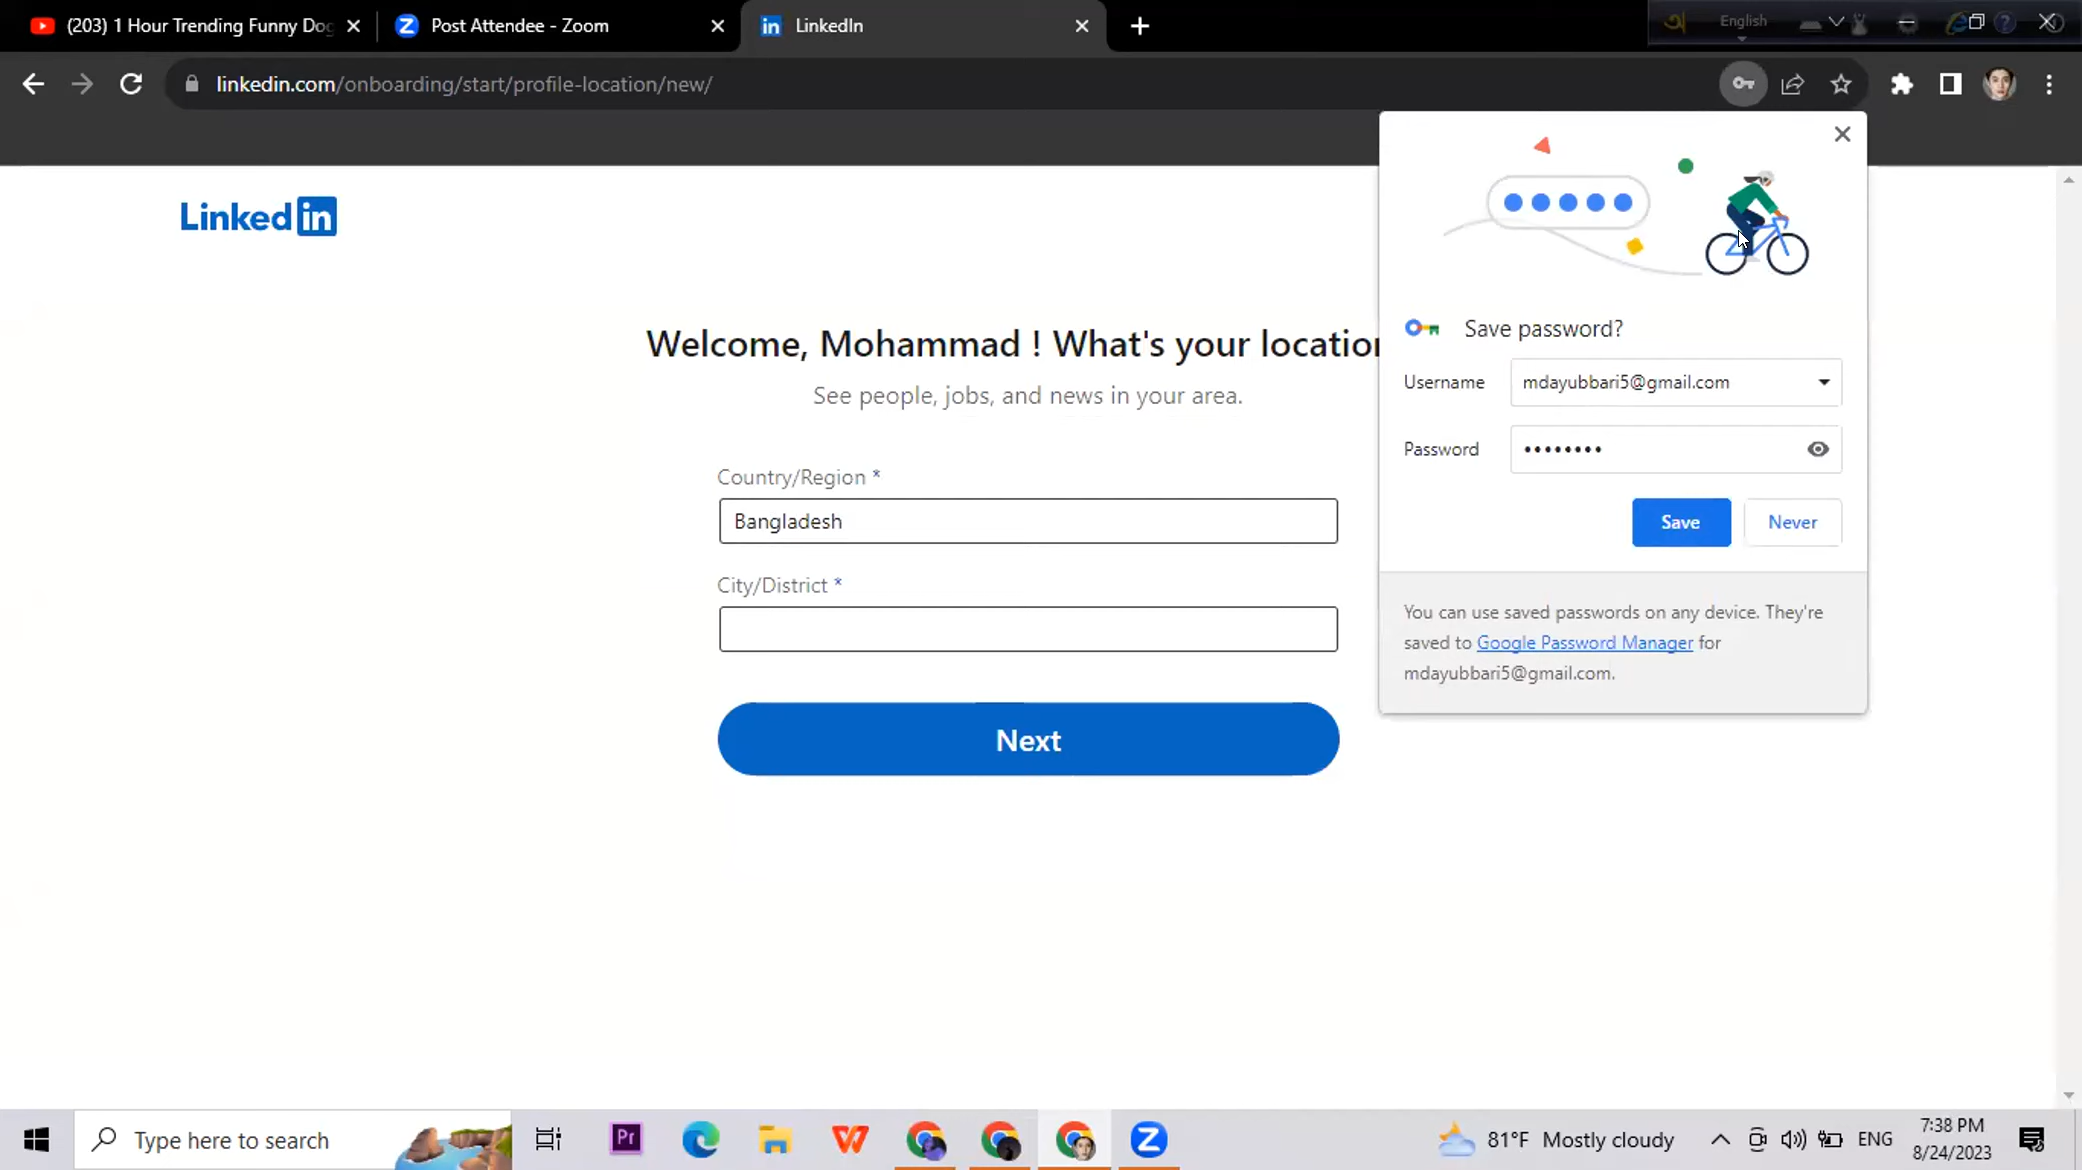 (203) 1 Hour Trending Funny Dog
Post Attendee - Zoom
in LinkedIn
English
linkedin.com/onboarding/start/profile-location/new/
Linked in
Welcome, Mohammad ! What's your location
See people, jobs, and news in your area.
Country/Region *
Bangladesh
City/District *
Next
Save password?
Username mdayubbari5@gmail.com
Password ••••••••
Save Never
You can use saved passwords on any device. They're
saved to Google Password Manager for
mdayubbari5@gmail.com.
Type here to search
Pr
81°F Mostly cloudy
ENG
7:38 PM
8/24/2023